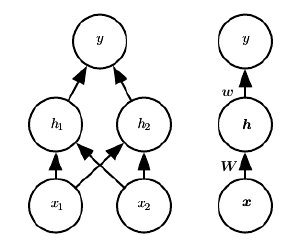 y y
w
h₁ h₂ h
W
x₁ x₂ x